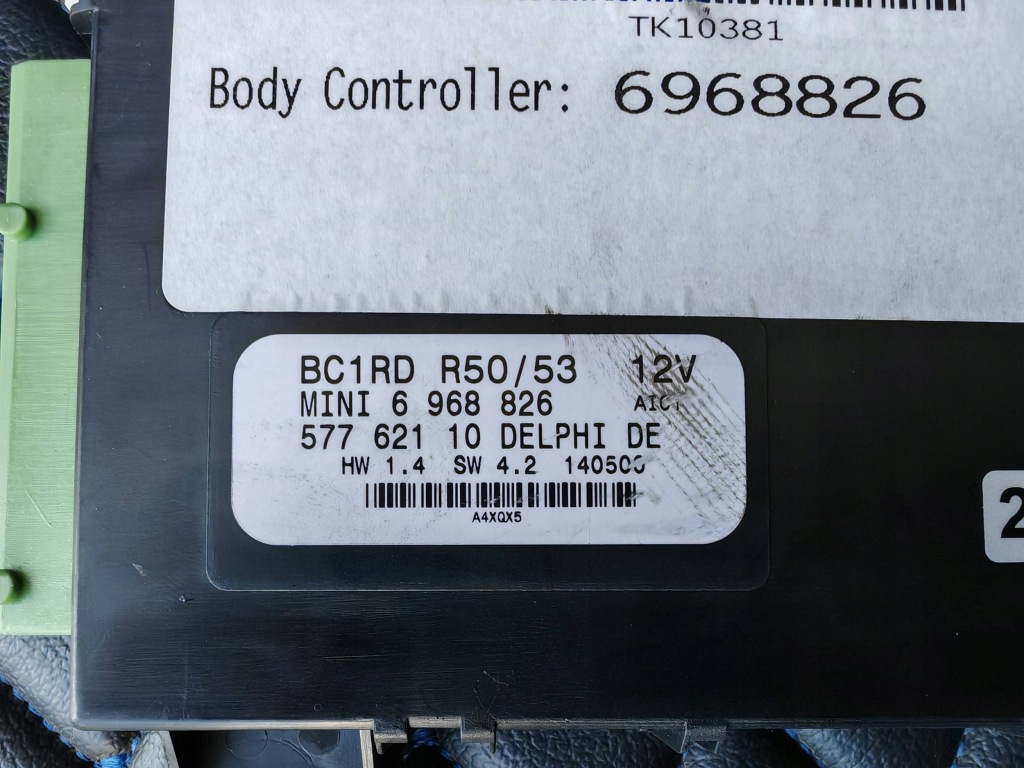 TK10381
Body Controller: 6968826
BC1RD R50/53 12V
MINI 6 968 826
577 621 10 DELPHI DE
HW 1.4 SW 4.2
A4XQX5
2